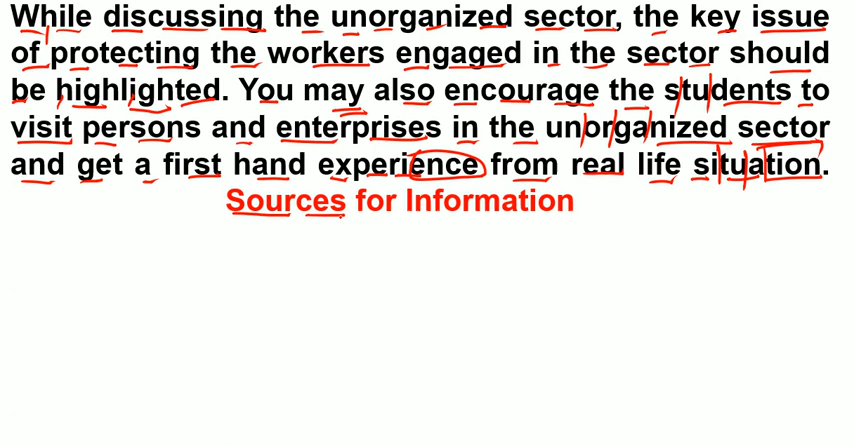 While discussing the unorganized sector, the key issue
of protecting the workers engaged in the sector should
be highlighted. You may also encourage the students to
visit persons and enterprises in the unorganized sector
and get a first hand experience from real life situation.
Sources for Information